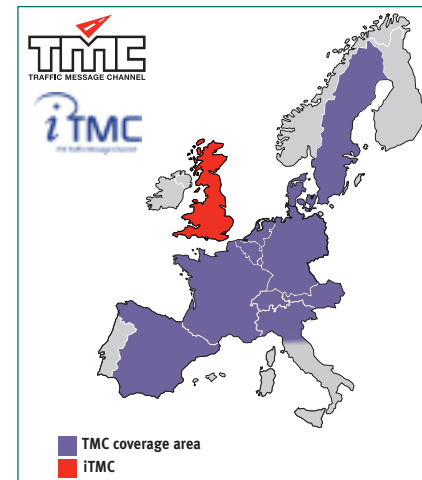 TMC
TRAFFIC MESSAGE CHANNEL
iTMC
TMC coverage area
iTMC